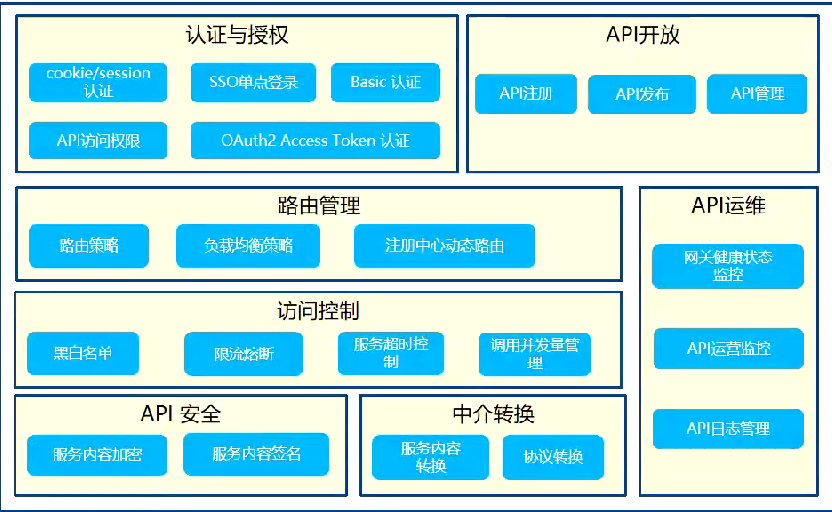 认证与授权
cookie/session
认证
SSO单点登录
Basic 认证
API访问权限
OAuth2 Access Token 认证
API开放
API注册
API发布
API管理
路由管理
路由策略
负载均衡策略
注册中心动态路由
访问控制
黑白名单
限流熔断
服务超时控
制
调用并发量管
理
API 安全
服务内容加密
服务内容签名
中介转换
服务内容
转换
协议转换
API运维
网关健康状态
监控
API运营监控
API日志管理